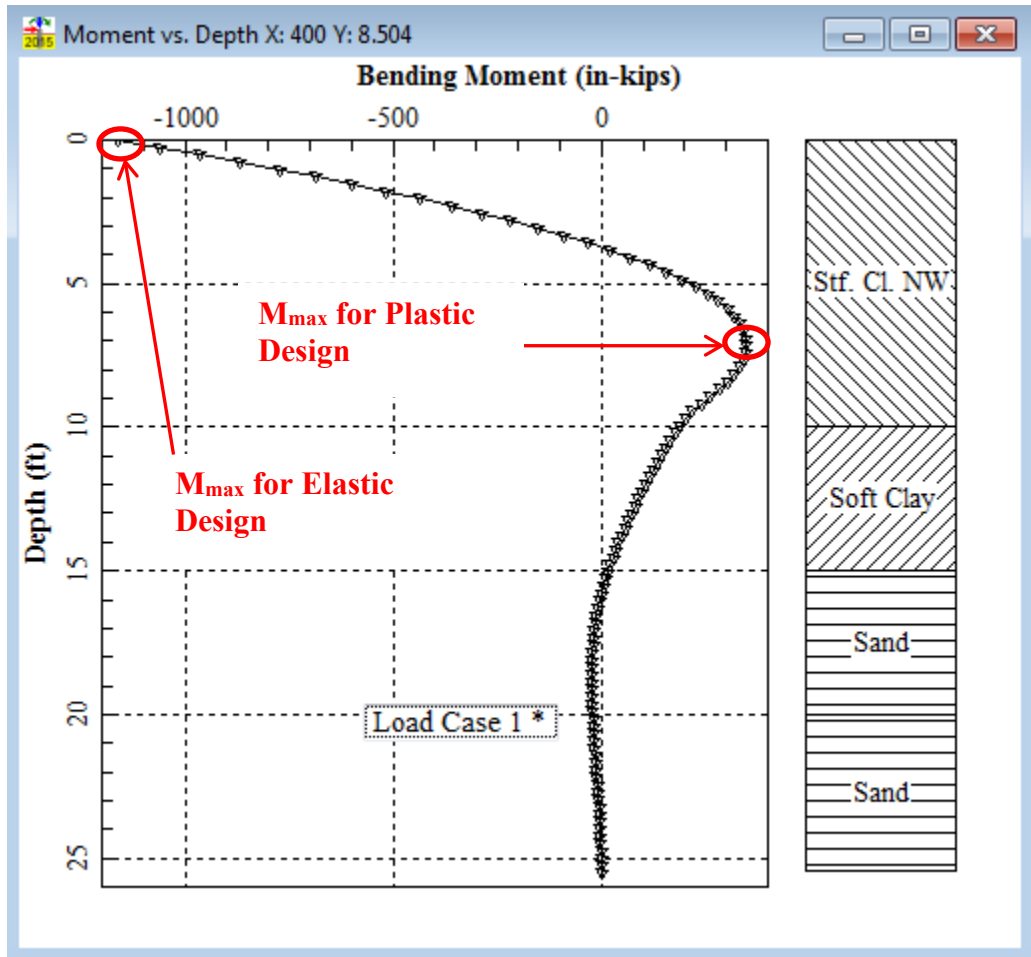 2015 Moment vs. Depth X: 400 Y: 8.504
Bending Moment (in-kips)
-1000 -500 0
0
5
10
15
20
25
Depth (ft)
Mmax for Plastic
Design
Mmax for Elastic
Design
Load Case 1 *
Stf. Cl. NW
Soft Clay
Sand
Sand